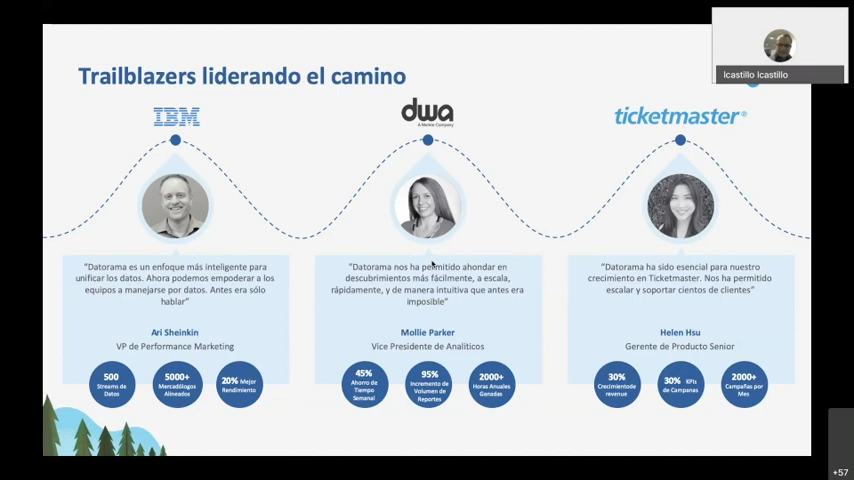 lcastillo lcastillo
Trailblazers liderando el camino
IBM
dwa
A Merkle Company
ticketmaster®
“Datorama es un enfoque más inteligente para
unificar los datos. Ahora podemos empoderar a los
equipos a manejarse por datos. Antes era sólo
hablar”
Ari Sheinkin
VP de Performance Marketing
500
Streams de
Datos
5000+
Mercadólogos
Alineados
20% Mejor
Rendimiento
“Datorama nos ha permitido ahondar en
descubrimientos más fácilmente, a escala,
rápidamente, y de manera intuitiva que antes era
imposible”
Mollie Parker
Vice Presidente de Analíticos
45%
Ahorro de
Tiempo
Semanal
95%
Incremento de
Volumen de
Reportes
2000+
Horas Anuales
Ganadas
“Datorama ha sido esencial para nuestro
crecimiento en Ticketmaster. Nos ha permitido
escalar y soportar cientos de clientes”
Helen Hsu
Gerente de Producto Senior
30%
Crecimientode
revenue
30% KPIs
de Campanas
2000+
Campañas por
Mes
+57